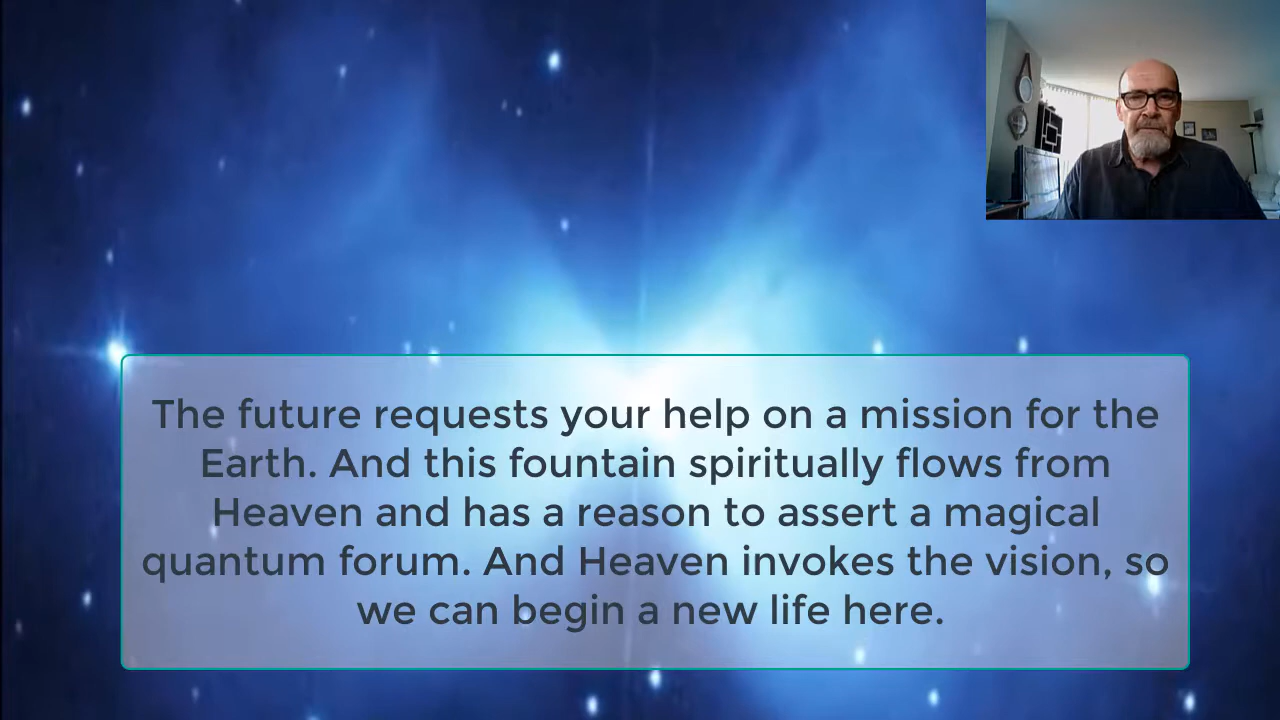 The future requests your help on a mission for the
Earth. And this fountain spiritually flows from
Heaven and has a reason to assert a magical
quantum forum. And Heaven invokes the vision, so
we can begin a new life here.